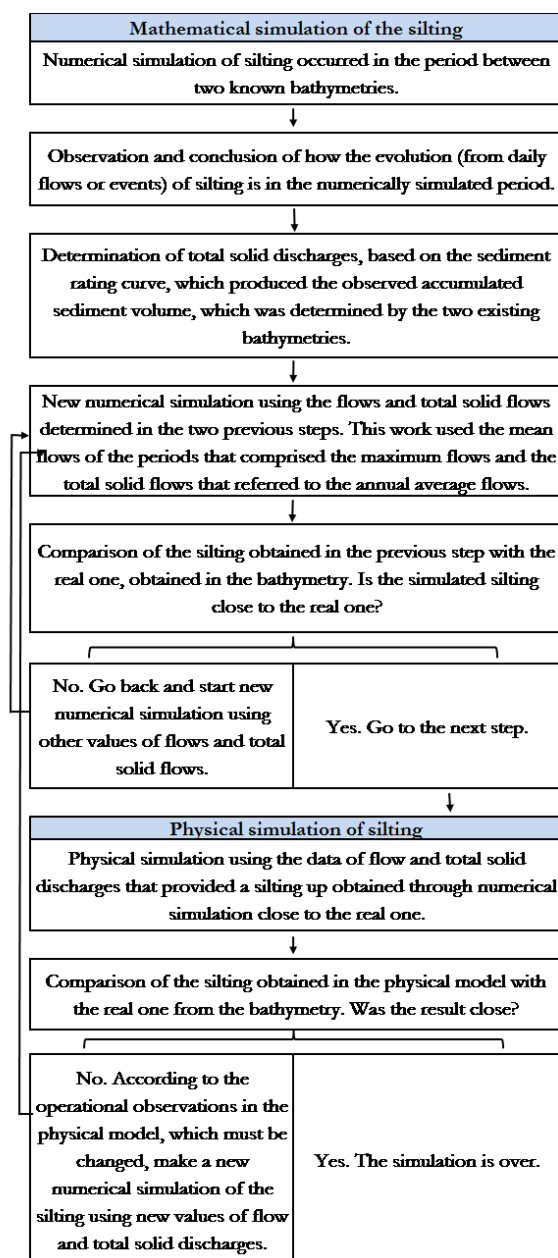 Mathematical simulation of the silting
Numerical simulation of silting occurred in the period between
two known bathymetries.
Observation and conclusion of how the evolution (from daily
flows or events) of silting is in the numerically simulated period.
Determination of total solid discharges, based on the sediment
rating curve, which produced the observed accumulated
sediment volume, which was determined by the two existing
bathymetries.
New numerical simulation using the flows and total solid flows
determined in the two previous steps. This work used the mean
flows of the periods that comprised the maximum flows and the
total solid flows that referred to the annual average flows.
Comparison of the silting obtained in the previous step with the
real one, obtained in the bathymetry. Is the simulated silting
close to the real one?
No. Go back and start new
numerical simulation using
other values of flows and total
solid flows.
Yes. Go to the next step.
Physical simulation of silting
Physical simulation using the data of flow and total solid
discharges that provided a silting up obtained through numerical
simulation close to the real one.
Comparison of the silting obtained in the physical model with
the real one from the bathymetry. Was the result close?
No. According to the
operational observations in the
physical model, which must be
changed, make a new
numerical simulation of the
silting using new values of flow
and total solid discharges.
Yes. The simulation is over.